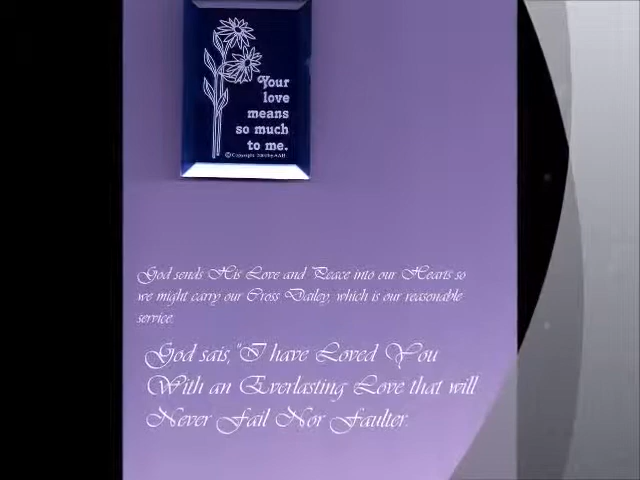 Your
love
means
so much
to me.
God sends His Love and Peace into our Hearts so
we might carry our Cross Dailey, which is our reasonable
service.
God sais,"I have Loved You
With an Everlasting Love that will
Never Fail Nor Faulter.